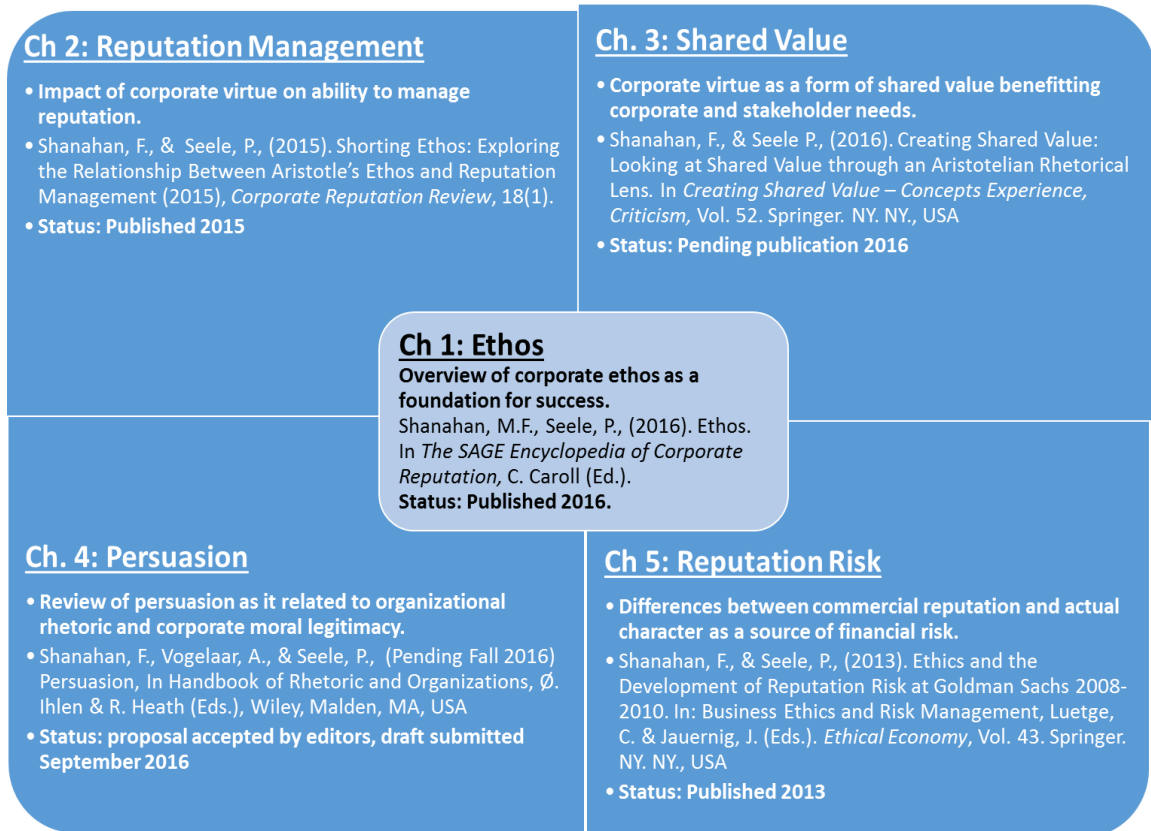 Ch 2: Reputation Management
• Impact of corporate virtue on ability to manage
reputation.
• Shanahan, F., & Seele, P., (2015). Shorting Ethos: Exploring
the Relationship Between Aristotle’s Ethos and Reputation
Management (2015), Corporate Reputation Review, 18(1).
• Status: Published 2015
Ch. 3: Shared Value
• Corporate virtue as a form of shared value benefitting
corporate and stakeholder needs.
• Shanahan, F., & Seele P., (2016). Creating Shared Value:
Looking at Shared Value through an Aristotelian Rhetorical
Lens. In Creating Shared Value – Concepts Experience,
Criticism, Vol. 52. Springer. NY. NY., USA
• Status: Pending publication 2016
Ch 1: Ethos
Overview of corporate ethos as a
foundation for success.
Shanahan, M.F., Seele, P., (2016). Ethos.
In The SAGE Encyclopedia of Corporate
Reputation, C. Caroll (Ed.).
Status: Published 2016.
Ch. 4: Persuasion
• Review of persuasion as it related to organizational
rhetoric and corporate moral legitimacy.
• Shanahan, F., Vogelaar, A., & Seele, P., (Pending Fall 2016)
Persuasion, In Handbook of Rhetoric and Organizations, Ø.
Ihlen & R. Heath (Eds.), Wiley, Malden, MA, USA
• Status: proposal accepted by editors, draft submitted
September 2016
Ch 5: Reputation Risk
• Differences between commercial reputation and actual
character as a source of financial risk.
• Shanahan, F., & Seele, P., (2013). Ethics and the
Development of Reputation Risk at Goldman Sachs 2008-
2010. In: Business Ethics and Risk Management, Luetge,
C. & Jauernig, J. (Eds.). Ethical Economy, Vol. 43. Springer.
NY. NY., USA
• Status: Published 2013